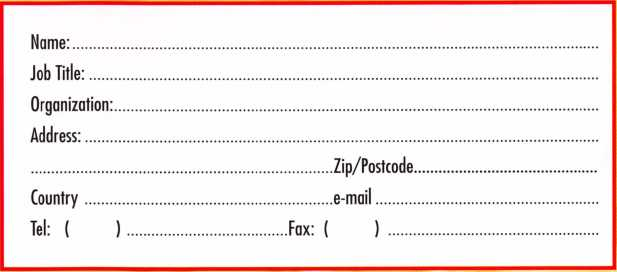 Name:
Job Title:
Organization:
Address:
Zip/Postcode
Country e-mail
Tel: ( ) Fax: ( )